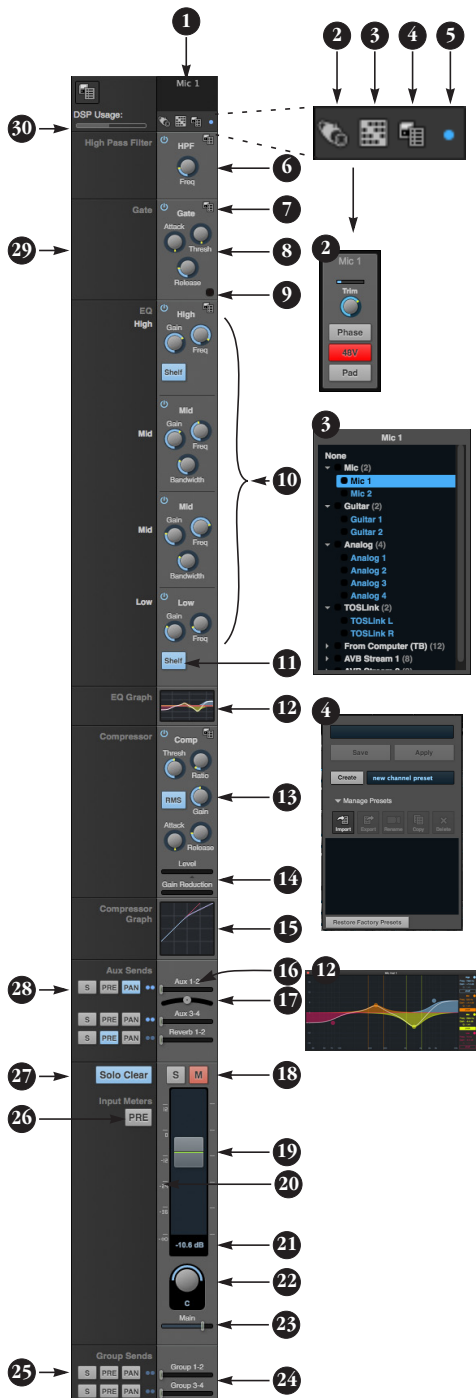 1
2
3
4
5
Mic 1
DSP Usage:
30
High Pass Filter
HPF
Freq
6
2
Mic 1
Trim
Phase
48V
Pad
Gate
Gate
7
Attack
Thresh
8
29
Release
9
EQ
High
High
Gain
Freq
Shelf
Mid
Mid
Gain
Freq
Bandwidth
10
Mid
Mid
Gain
Freq
Bandwidth
Low
Low
Gain
Freq
Shelf
11
3
Mic 1
None
Mic (2)
Mic 1
Mic 2
Guitar (2)
Guitar 1
Guitar 2
Analog (4)
Analog 1
Analog 2
Analog 3
Analog 4
TOSLink (2)
TOSLink L
TOSLink R
From Computer (TB) (12)
AVB Stream 1 (8)
EQ Graph
12
4
Save
Apply
Create
new channel preset
Manage Presets
Import
Export
Rename
Copy
Delete
Restore Factory Presets
Compressor
Comp
Thresh
Ratio
RMS
Gain
13
Attack
Release
Level
Gain Reduction
14
Compressor
Graph
15
Aux Sends
Aux 1-2
16
28
S PRE PAN
17
12
Aux 3-4
S PRE PAN
Reverb 1-2
S PRE PAN
27
Solo Clear
S M
18
Input Meters
26
PRE
19
20
-10.6 dB
21
C
22
Main
23
Group Sends
Group 1-2
25
S PRE PAN
24
Group 3-4
S PRE PAN